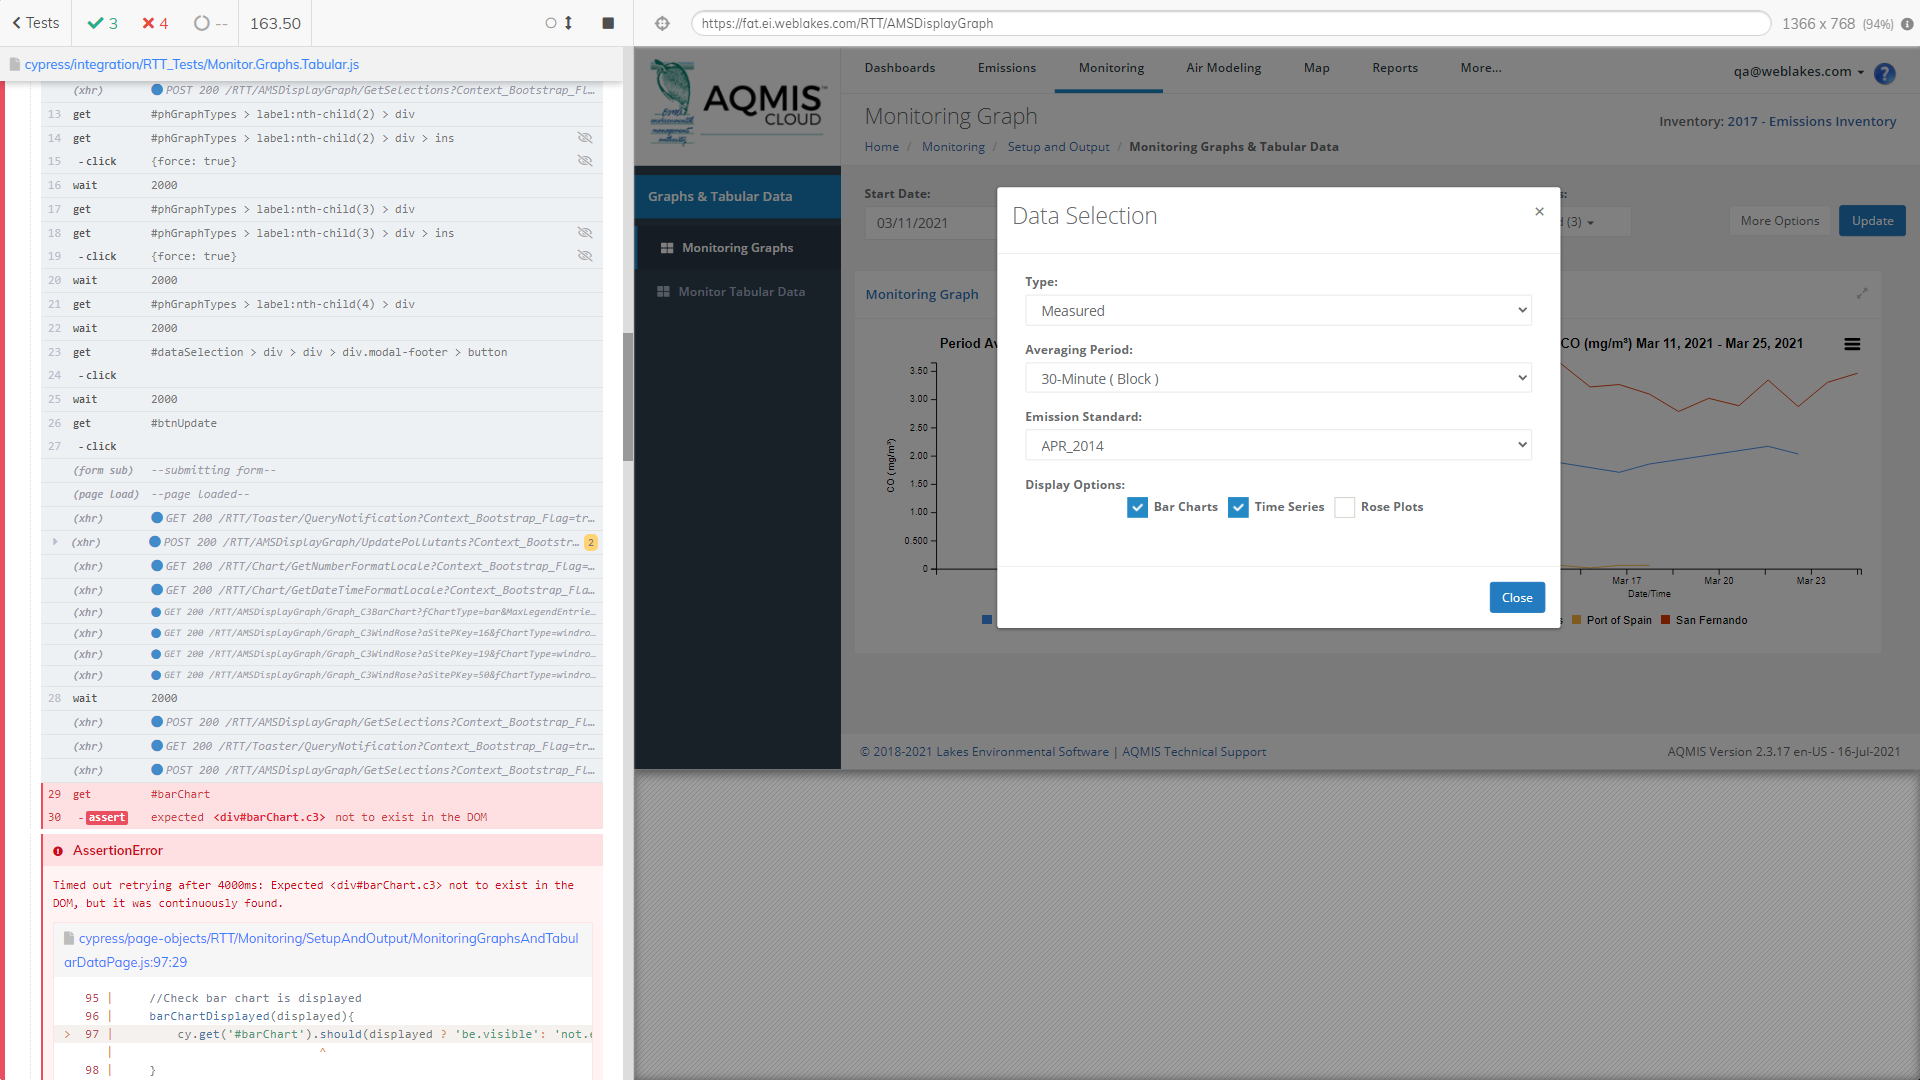 Tests
3
4
--
163.50
https://fat.ei.weblakes.com/RTT/AMSDisplayGraph
1366 x 768 (94%)
cypress/integration/RTT_Tests/Monitor.Graphs.Tabular.js
(xhr) POST 200 /RTT/AMSDisplayGraph/GetSelections?Context_Bootstrap_Fl…
13 get #phGraphTypes > label:nth-child(2) > div
14 get #phGraphTypes > label:nth-child(2) > div > ins
15 -click {force: true}
16 wait 2000
17 get #phGraphTypes > label:nth-child(3) > div
18 get #phGraphTypes > label:nth-child(3) > div > ins
19 -click {force: true}
20 wait 2000
21 get #phGraphTypes > label:nth-child(4) > div
22 wait 2000
23 get #dataSelection > div > div > div.modal-footer > button
24 -click
25 wait 2000
26 get #btnUpdate
27 -click
(form sub) --submitting form--
(page load) --page loaded--
(xhr) GET 200 /RTT/Toaster/QueryNotification?Context_Bootstrap_Flag=tr…
(xhr) POST 200 /RTT/AMSDisplayGraph/UpdatePollutants?Context_Bootstr… 2
(xhr) GET 200 /RTT/Chart/GetNumberFormatLocale?Context_Bootstrap_Flag=…
(xhr) GET 200 /RTT/Chart/GetDateTimeFormatLocale?Context_Bootstrap_Fla…
(xhr) GET 200 /RTT/AMSDisplayGraph/Graph_C3BarChart?fChartType=bar&MaxLegendEntrie…
(xhr) GET 200 /RTT/AMSDisplayGraph/Graph_C3WindRose?aSitePKey=16&fChartType=windro…
(xhr) GET 200 /RTT/AMSDisplayGraph/Graph_C3WindRose?aSitePKey=19&fChartType=windro…
(xhr) GET 200 /RTT/AMSDisplayGraph/Graph_C3WindRose?aSitePKey=50&fChartType=windro…
28 wait 2000
(xhr) POST 200 /RTT/AMSDisplayGraph/GetSelections?Context_Bootstrap_Fl…
(xhr) GET 200 /RTT/Toaster/QueryNotification?Context_Bootstrap_Flag=tr…
(xhr) POST 200 /RTT/AMSDisplayGraph/GetSelections?Context_Bootstrap_Fl…
29 get #barChart
30 -assert expected <div#barChart.c3> not to exist in the DOM
AssertionError
Timed out retrying after 4000ms: Expected <div#barChart.c3> not to exist in the
DOM, but it was continuously found.
cypress/page-objects/RTT/Monitoring/SetupAndOutput/MonitoringGraphsAndTabul
arDataPage.js:97:29
95 | //Check bar chart is displayed
96 | barChartDisplayed(displayed){
> 97 | cy.get('#barChart').should(displayed ? 'be.visible': 'not.e
| ^
98 | }
AQMIS
CLOUD
Dashboards Emissions Monitoring Air Modeling Map Reports More...
qa@weblakes.com
?
Monitoring Graph
Inventory: 2017 - Emissions Inventory
Home / Monitoring / Setup and Output / Monitoring Graphs & Tabular Data
Graphs & Tabular Data
Monitoring Graphs
Monitor Tabular Data
Start Date:
03/11/2021
s:
(3)
More Options
Update
Monitoring Graph
Period Av
CO (mg/m³) Mar 11, 2021 - Mar 25, 2021
CO (mg/m³)
3.50
3.00
2.50
2.00
1.50
1.00
0.500
0
Mar 17 Mar 20 Mar 23
Date/Time
Port of Spain San Fernando
Data Selection
×
Type:
Measured
Averaging Period:
30-Minute ( Block )
Emission Standard:
APR_2014
Display Options:
Bar Charts Time Series Rose Plots
Close
© 2018-2021 Lakes Environmental Software | AQMIS Technical Support
AQMIS Version 2.3.17 en-US - 16-Jul-2021